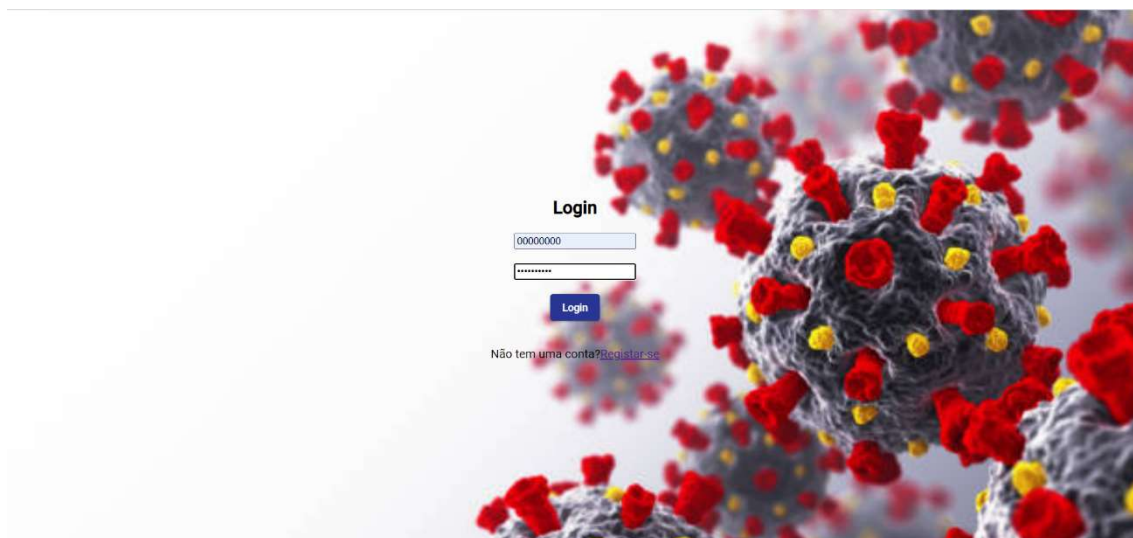 Login
00000000
••••••••••
Login
Não tem uma conta?Registar-se